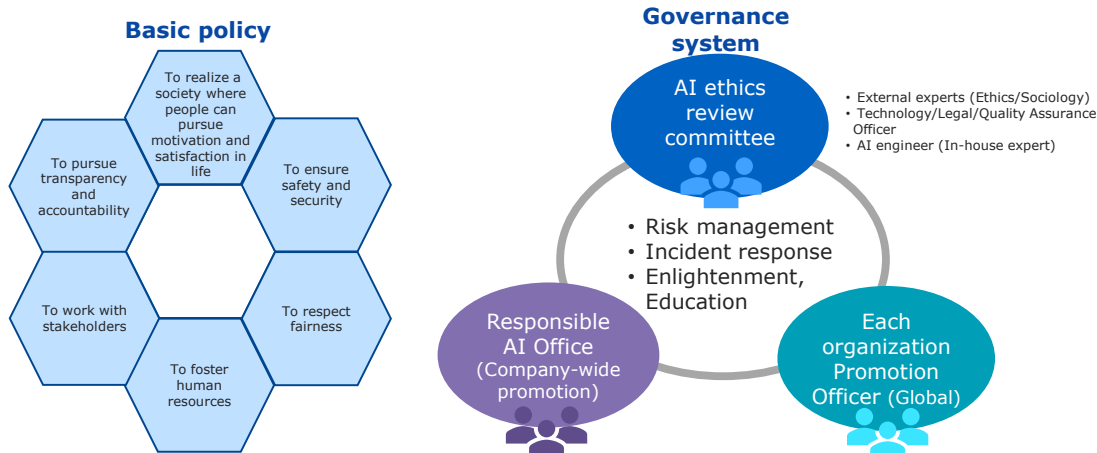 Basic policy
To realize a
society where
people can
pursue
motivation and
satisfaction in
life
To pursue
transparency
and
accountability
To ensure
safety and
security
To work with
stakeholders
To respect
fairness
To foster
human
resources
Governance
system
AI ethics
review
committee
• External experts (Ethics/Sociology)
• Technology/Legal/Quality Assurance
Officer
• AI engineer (In-house expert)
• Risk management
• Incident response
• Enlightenment,
Education
Responsible
AI Office
(Company-wide
promotion)
Each
organization
Promotion
Officer (Global)